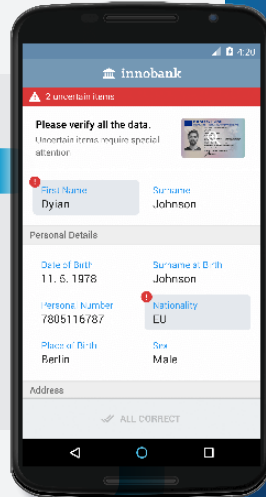 4:20
innobank
2 uncertain items
Please verify all the data.
Uncertain items require special
attention
First Name
Dyian
Surname
Johnson
Personal Details
Date of Birth
11. 5. 1978
Surname at Birth
Johnson
Personal Number
7805116787
Nationality
EU
Place of Birth
Berlin
Sex
Male
Address
ALL CORRECT